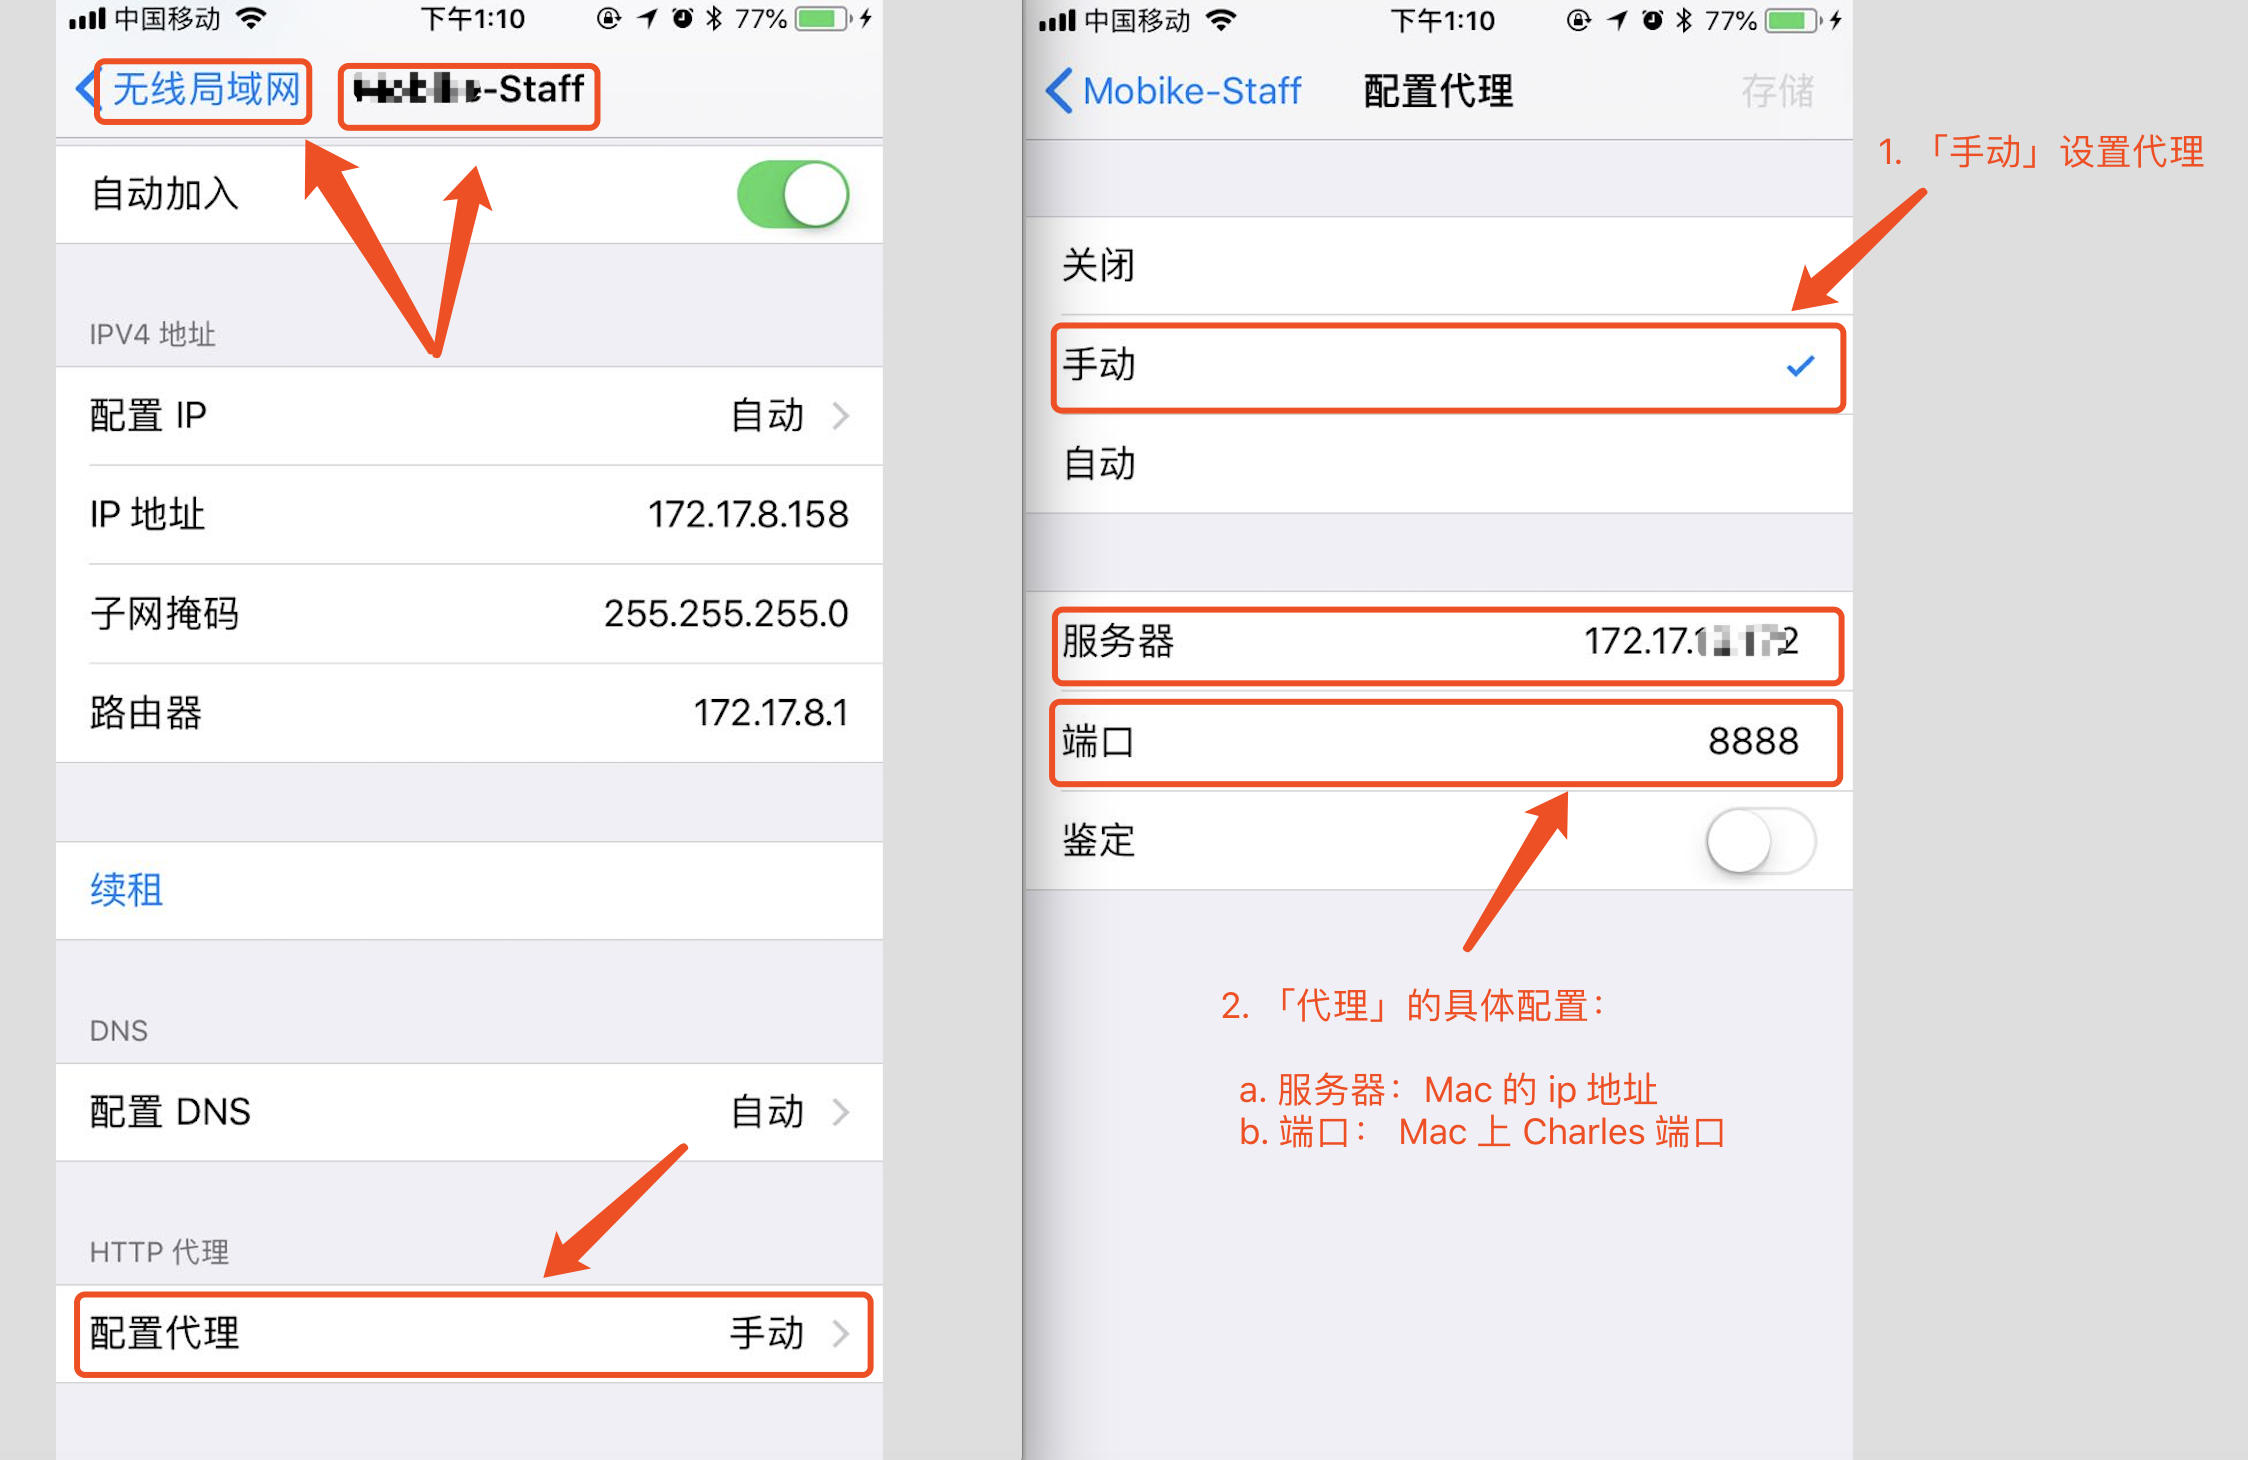 中国移动 下午1:10 77%
无线局域网 -Staff
自动加入
IPV4 地址
配置 IP 自动
IP 地址 172.17.8.158
子网掩码 255.255.255.0
路由器 172.17.8.1
续租
DNS
配置 DNS 自动
HTTP 代理
配置代理 手动
中国移动 下午1:10 77%
Mobike-Staff 配置代理 存储
1. 「手动」设置代理
关闭
手动
自动
服务器 172.17.
端口 8888
鉴定
2. 「代理」的具体配置：
a. 服务器： Mac 的 ip 地址
b. 端口： Mac 上 Charles 端口